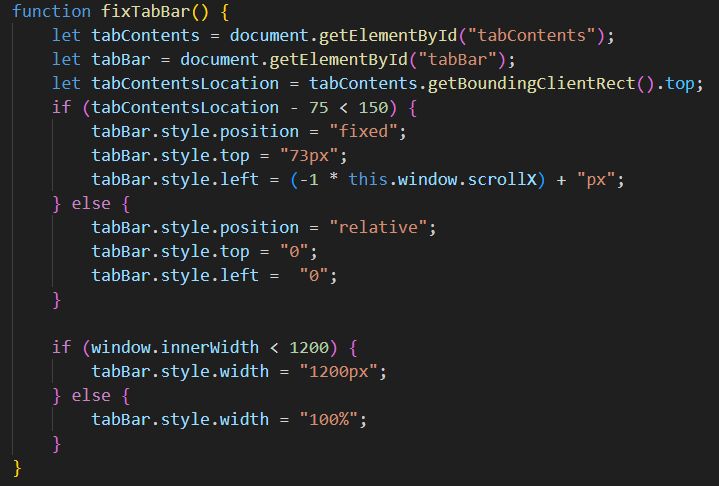 function fixTabBar() {
    let tabContents = document.getElementById("tabContents");
    let tabBar = document.getElementById("tabBar");
    let tabContentsLocation = tabContents.getBoundingClientRect().top;
    if (tabContentsLocation - 75 < 150) {
        tabBar.style.position = "fixed";
        tabBar.style.top = "73px";
        tabBar.style.left = (-1 * this.window.scrollX) + "px";
    } else {
        tabBar.style.position = "relative";
        tabBar.style.top = "0";
        tabBar.style.left =  "0";
    }

    if (window.innerWidth < 1200) {
        tabBar.style.width = "1200px";
    } else {
        tabBar.style.width = "100%";
    }
}